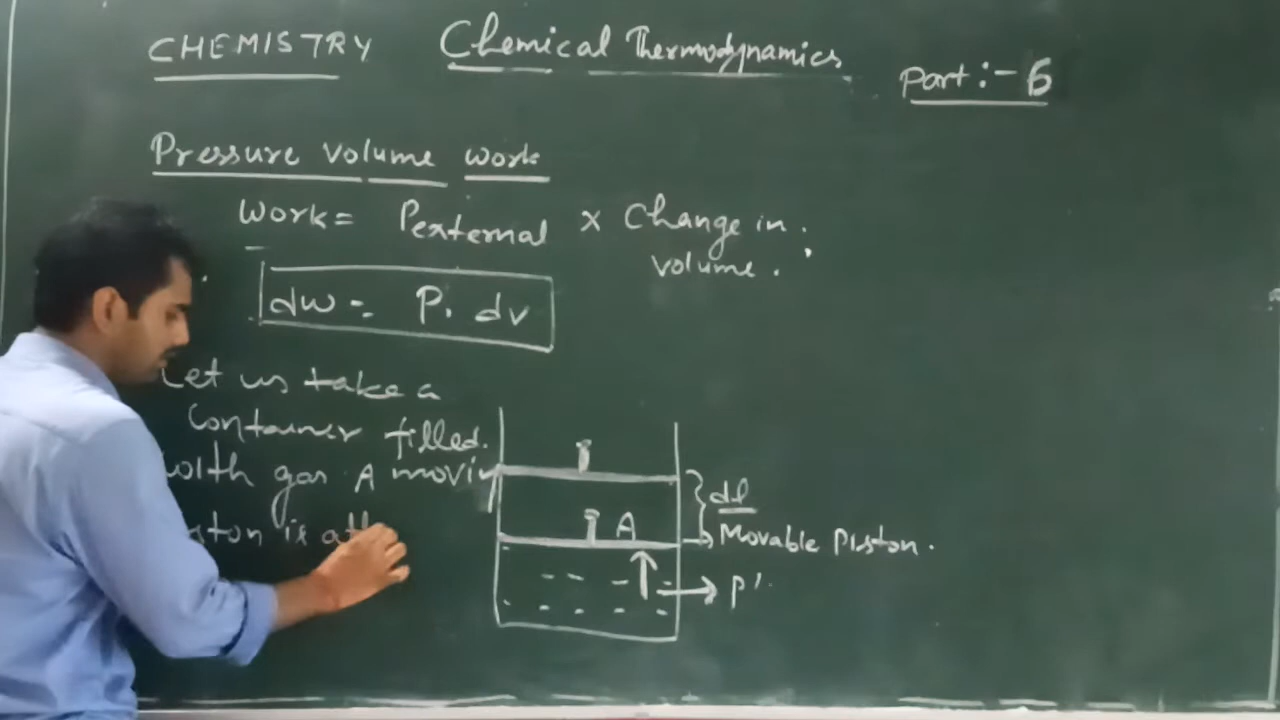 CHEMISTRY Chemical Thermodynamics Part:- 6
Pressure volume work
Work = Pexternal × Change in
volume.
dw = P. dv
Let us take a
Container filled.
with gas A
is
dl
A
Movable Piston.
P'